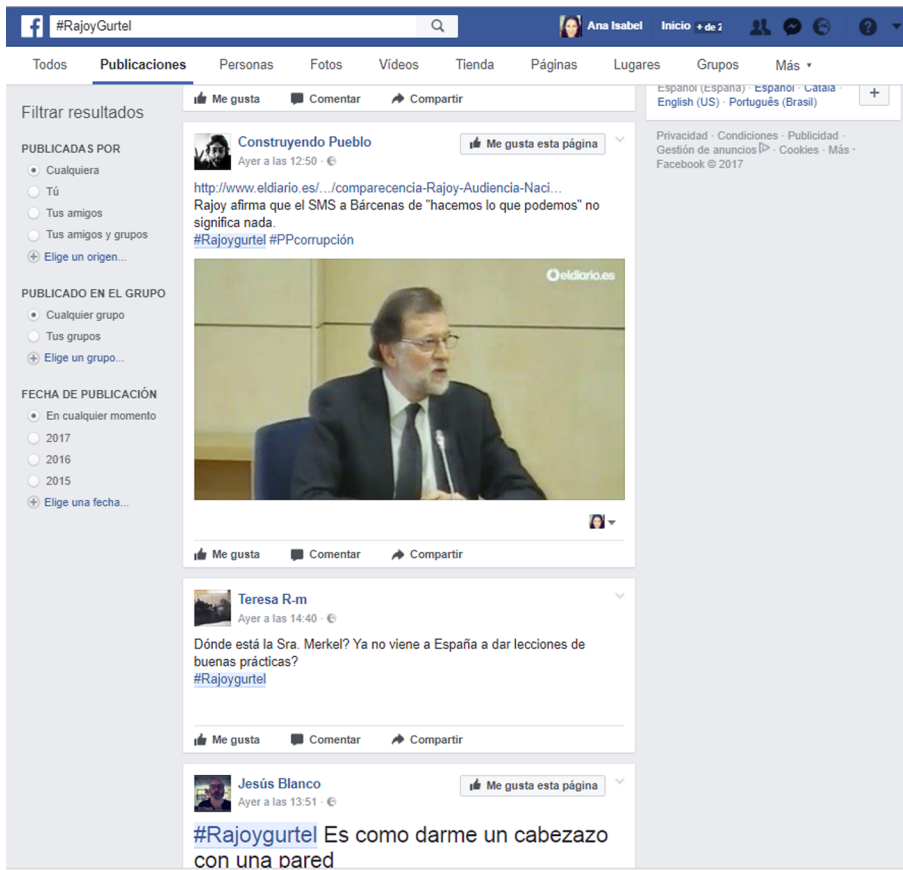 #RajoyGurtel
Ana Isabel Inicio + de 2
Todos Publicaciones Personas Fotos Vídeos Tienda Páginas Lugares Grupos Más
Filtrar resultados
PUBLICADAS POR
Cualquiera
Tú
Tus amigos
Tus amigos y grupos
Elige un origen...
PUBLICADO EN EL GRUPO
Cualquier grupo
Tus grupos
Elige un grupo...
FECHA DE PUBLICACIÓN
En cualquier momento
2017
2016
2015
Elige una fecha...
Me gusta Comentar Compartir
Construyendo Pueblo
Me gusta esta página
Ayer a las 12:50 ·
http://www.eldiario.es/.../comparecencia-Rajoy-Audiencia-Naci...
Rajoy afirma que el SMS a Bárcenas de "hacemos lo que podemos" no
significa nada.
#Rajoygurtel #PPcorrupción
eldiario.es
Me gusta Comentar Compartir
Teresa R-m
Ayer a las 14:40 ·
Dónde está la Sra. Merkel? Ya no viene a España a dar lecciones de
buenas prácticas?
#Rajoygurtel
Me gusta Comentar Compartir
Jesús Blanco
Me gusta esta página
Ayer a las 13:51 ·
#Rajoygurtel Es como darme un cabezazo
con una pared
Español (España) · Español · Català ·
English (US) · Português (Brasil)
+
Privacidad · Condiciones · Publicidad ·
Gestión de anuncios · Cookies · Más ·
Facebook © 2017